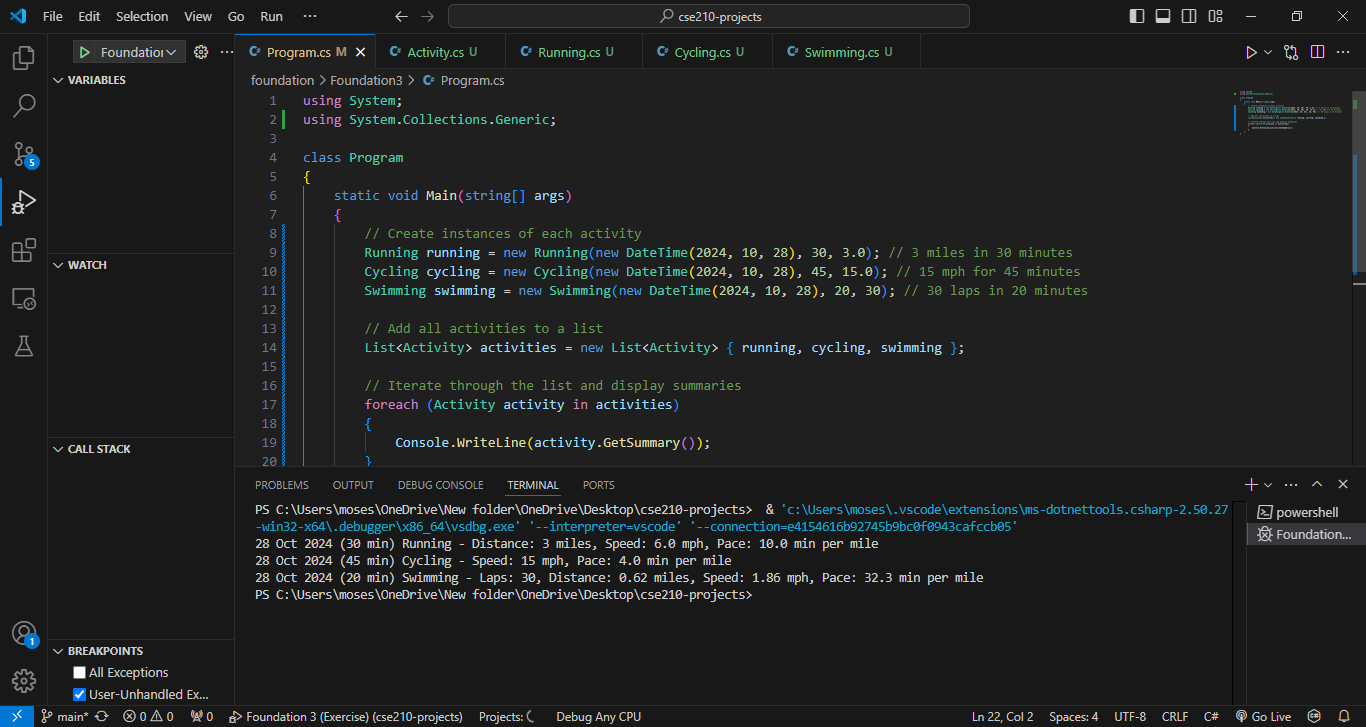 File Edit Selection View Go Run ··· cse210-projects
Foundation
VARIABLES
WATCH
CALL STACK
BREAKPOINTS
All Exceptions
User-Unhandled Ex...
5
1
Program.cs M Activity.cs U Running.cs U Cycling.cs U Swimming.cs U
foundation > Foundation3 > Program.cs
1 using System;
2 using System.Collections.Generic;
3
4 class Program
5 {
6 static void Main(string[] args)
7 {
8 // Create instances of each activity
9 Running running = new Running(new DateTime(2024, 10, 28), 30, 3.0); // 3 miles in 30 minutes
10 Cycling cycling = new Cycling(new DateTime(2024, 10, 28), 45, 15.0); // 15 mph for 45 minutes
11 Swimming swimming = new Swimming(new DateTime(2024, 10, 28), 20, 30); // 30 laps in 20 minutes
12
13 // Add all activities to a list
14 List<Activity> activities = new List<Activity> { running, cycling, swimming };
15
16 // Iterate through the list and display summaries
17 foreach (Activity activity in activities)
18 {
19 Console.WriteLine(activity.GetSummary());
20 }
PROBLEMS OUTPUT DEBUG CONSOLE TERMINAL PORTS
PS C:\Users\moses\OneDrive\New folder\OneDrive\Desktop\cse210-projects> & 'c:\Users\moses\.vscode\extensions\ms-dotnettools.csharp-2.50.27
-win32-x64\.debugger\x86_64\vsdbg.exe' '--interpreter=vscode' '--connection=e4154616b92745b9bc0f0943cafccb05'
28 Oct 2024 (30 min) Running - Distance: 3 miles, Speed: 6.0 mph, Pace: 10.0 min per mile
28 Oct 2024 (45 min) Cycling - Speed: 15 mph, Pace: 4.0 min per mile
28 Oct 2024 (20 min) Swimming - Laps: 30, Distance: 0.62 miles, Speed: 1.86 mph, Pace: 32.3 min per mile
PS C:\Users\moses\OneDrive\New folder\OneDrive\Desktop\cse210-projects>
powershell
Foundation...
main* 0 0 0 Foundation 3 (Exercise) (cse210-projects) Projects: Debug Any CPU Ln 22, Col 2 Spaces: 4 UTF-8 CRLF C# Go Live